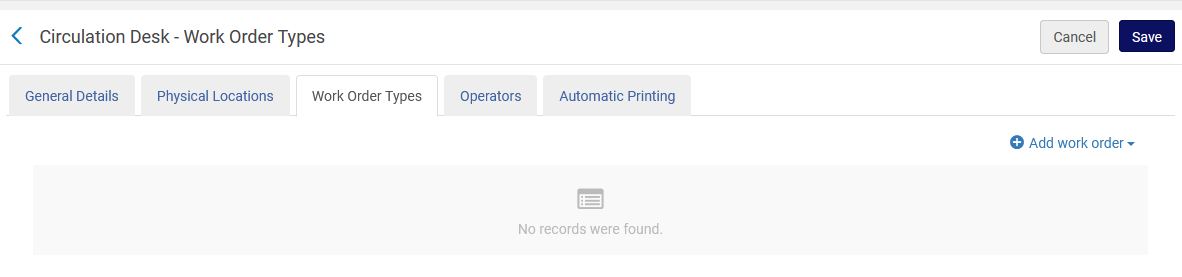 Circulation Desk - Work Order Types
Cancel
Save
General Details
Physical Locations
Work Order Types
Operators
Automatic Printing
Add work order
No records were found.